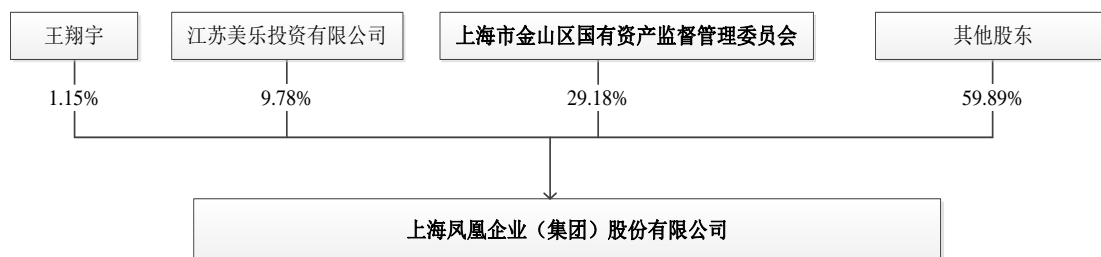 王翔宇
江苏美乐投资有限公司
上海市金山区国有资产监督管理委员会
其他股东
1.15%
9.78%
29.18%
59.89%
上海凤凰企业（集团）股份有限公司